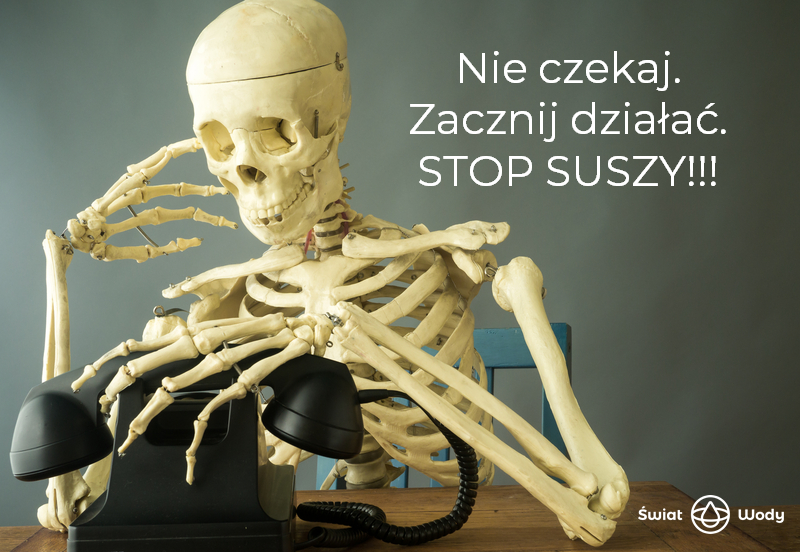 Nie czekaj.
Zacznij działać.
STOP SUSZY!!!
Świat Wody